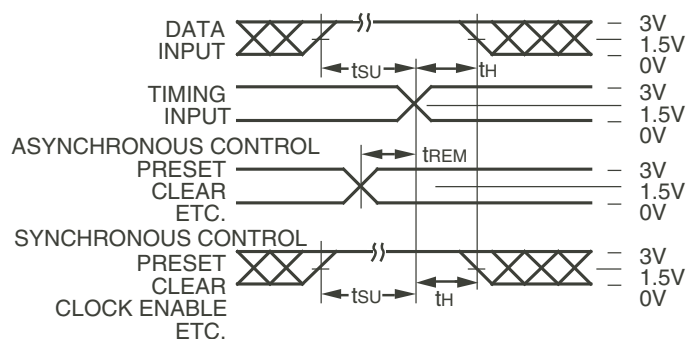 DATA
INPUT
tSU
tH
3V
1.5V
0V
TIMING
INPUT
3V
1.5V
0V
ASYNCHRONOUS CONTROL
PRESET
CLEAR
ETC.
tREM
3V
1.5V
0V
SYNCHRONOUS CONTROL
PRESET
CLEAR
CLOCK ENABLE
ETC.
tSU
tH
3V
1.5V
0V